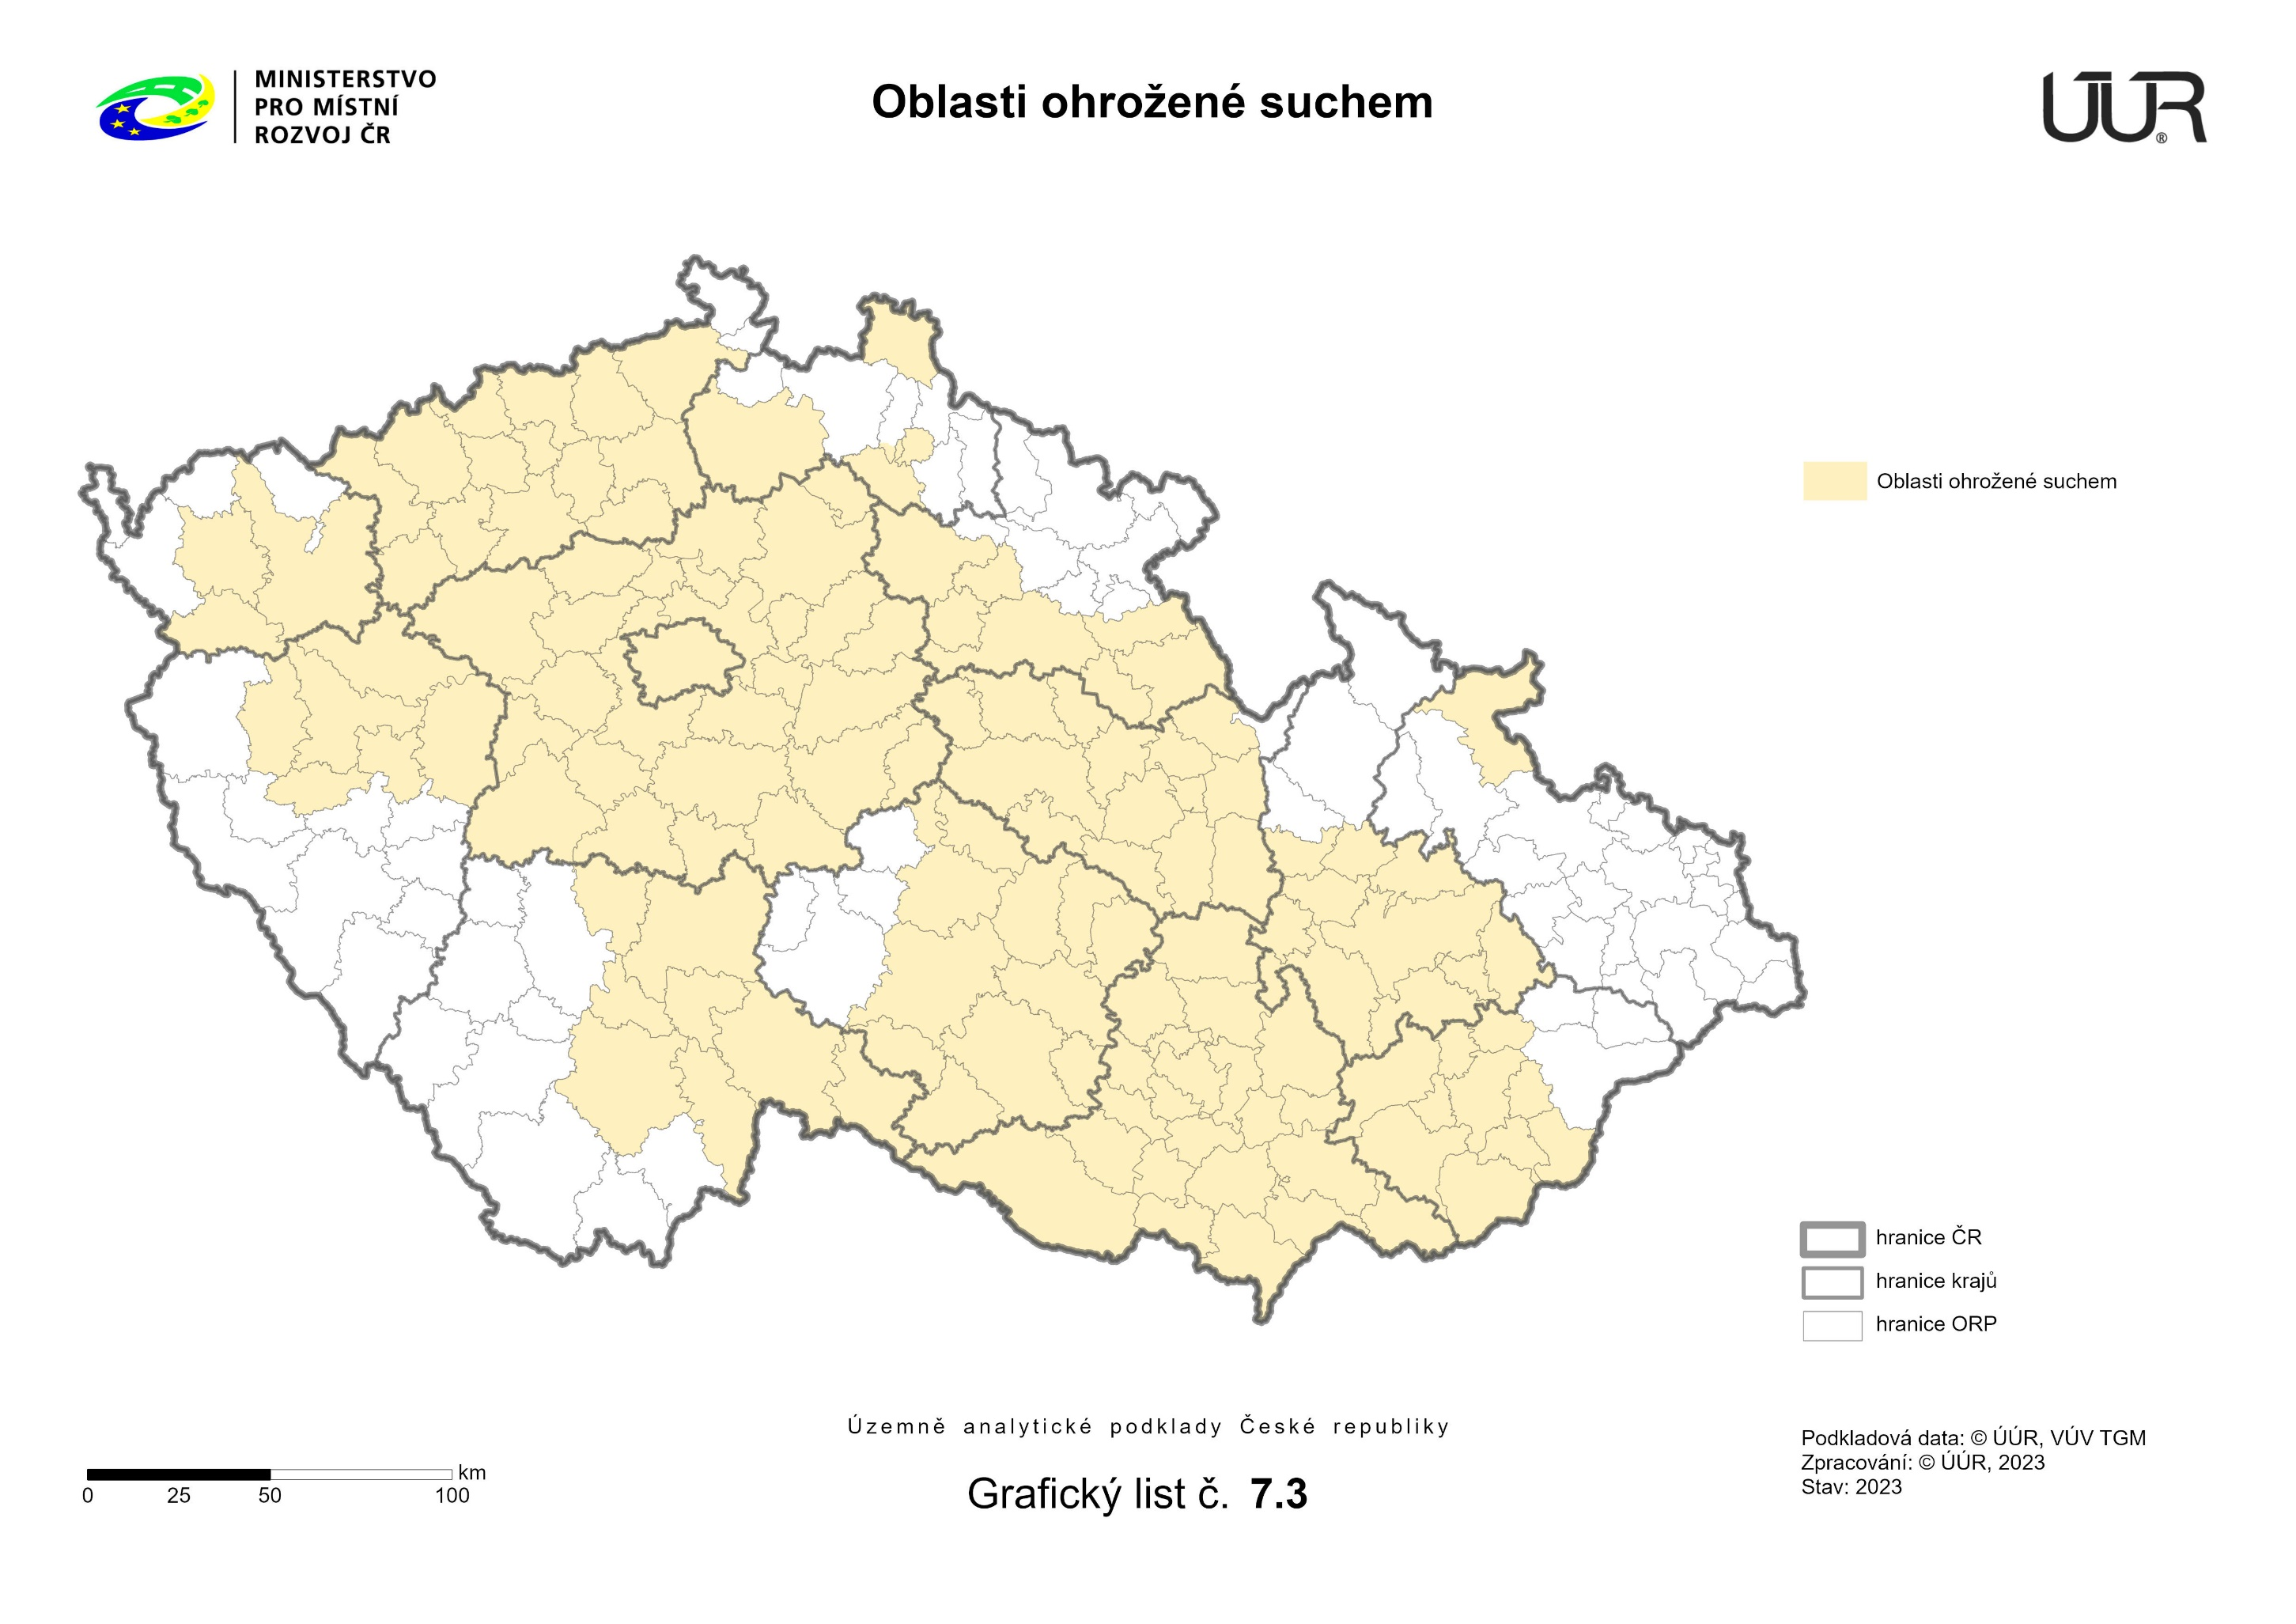 MINISTERSTVO
PRO MÍSTNÍ
ROZVOJ ČR
Oblasti ohrožené suchem
ÚÚR
®
Oblasti ohrožené suchem
hranice ČR
hranice krajů
hranice ORP
Územně analytické podklady České republiky
Grafický list č. 7.3
km
0 25 50 100
Podkladová data: © ÚÚR, VÚV TGM
Zpracování: © ÚÚR, 2023
Stav: 2023